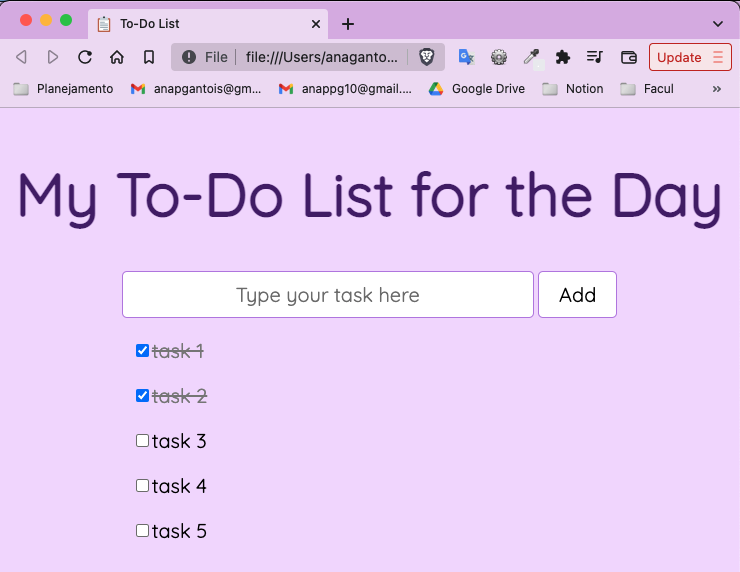 To-Do List
File file:///Users/anaganto...
Update
Planejamento anapgantois@gm... anappg10@gmail.... Google Drive Notion Facul »
My To-Do List for the Day
Type your task here Add
task 1
task 2
task 3
task 4
task 5